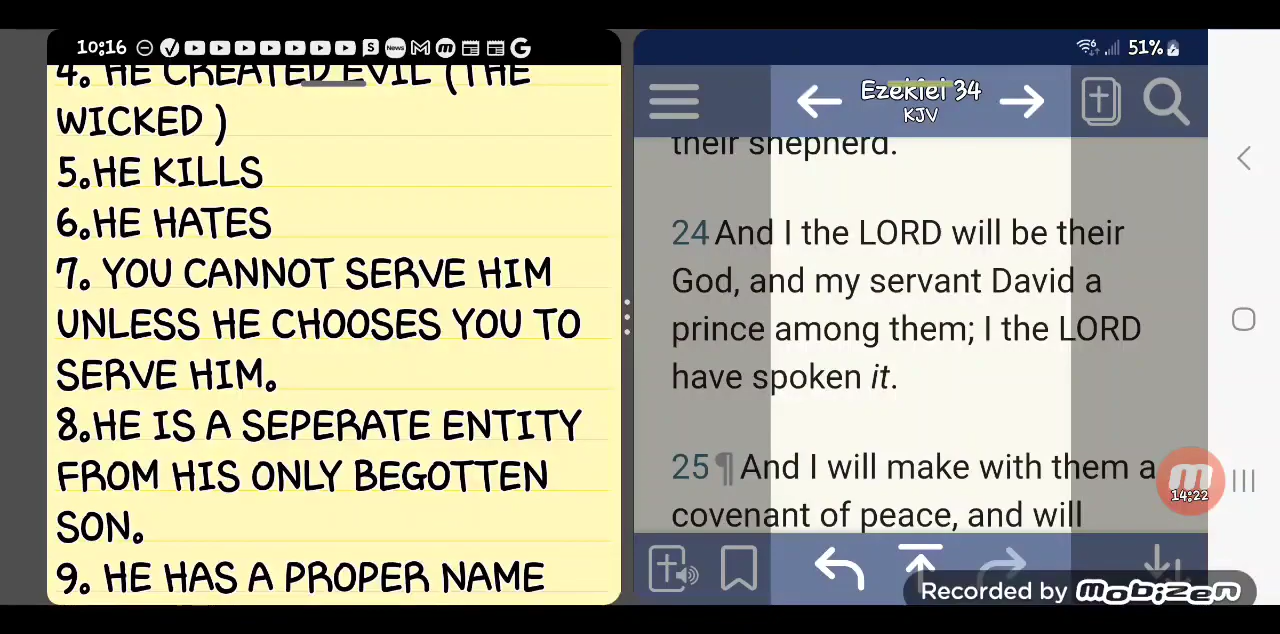 10:16
S
News
51%
4. HE CREATED EVIL (THE
WICKED )
5.HE KILLS
6.HE HATES
7. YOU CANNOT SERVE HIM
UNLESS HE CHOOSES YOU TO
SERVE HIM.
8.HE IS A SEPERATE ENTITY
FROM HIS ONLY BEGOTTEN
SON.
9. HE HAS A PROPER NAME
Ezekiel 34
KJV
their shepherd.
24 And I the LORD will be their
God, and my servant David a
prince among them; I the LORD
have spoken it.
25 ¶ And I will make with them a
covenant of peace, and will
14:22
Recorded by mobizen